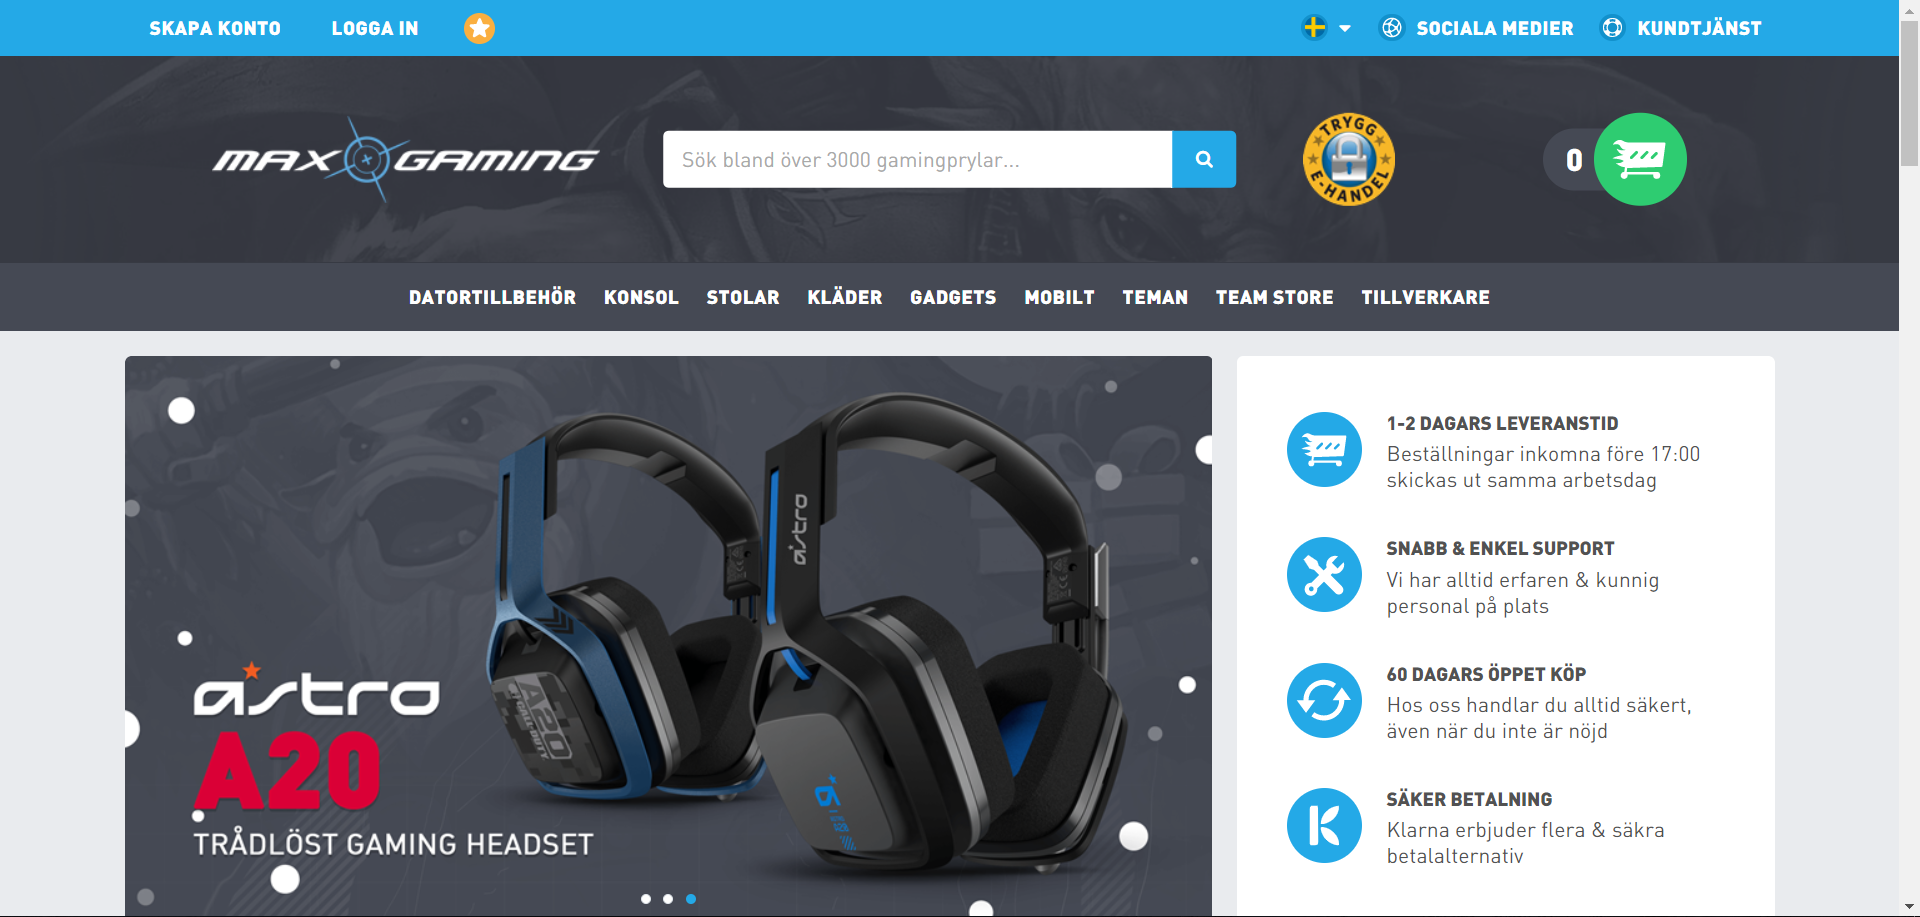 SKAPA KONTO
LOGGA IN
SOCIALA MEDIER
KUNDTJÄNST
MAX GAMING
Sök bland över 3000 gamingprylar...
TRYGG
E-HANDEL
0
DATORTILLBEHÖR
KONSOL
STOLAR
KLÄDER
GADGETS
MOBILT
TEMAN
TEAM STORE
TILLVERKARE
astro
A20
CALL·DUTY
astro
A20
TRÅDLÖST GAMING HEADSET
1-2 DAGARS LEVERANSTID
Beställningar inkomna före 17:00
skickas ut samma arbetsdag
SNABB & ENKEL SUPPORT
Vi har alltid erfaren & kunnig
personal på plats
60 DAGARS ÖPPET KÖP
Hos oss handlar du alltid säkert,
även när du inte är nöjd
SÄKER BETALNING
Klarna erbjuder flera & säkra
betalalternativ